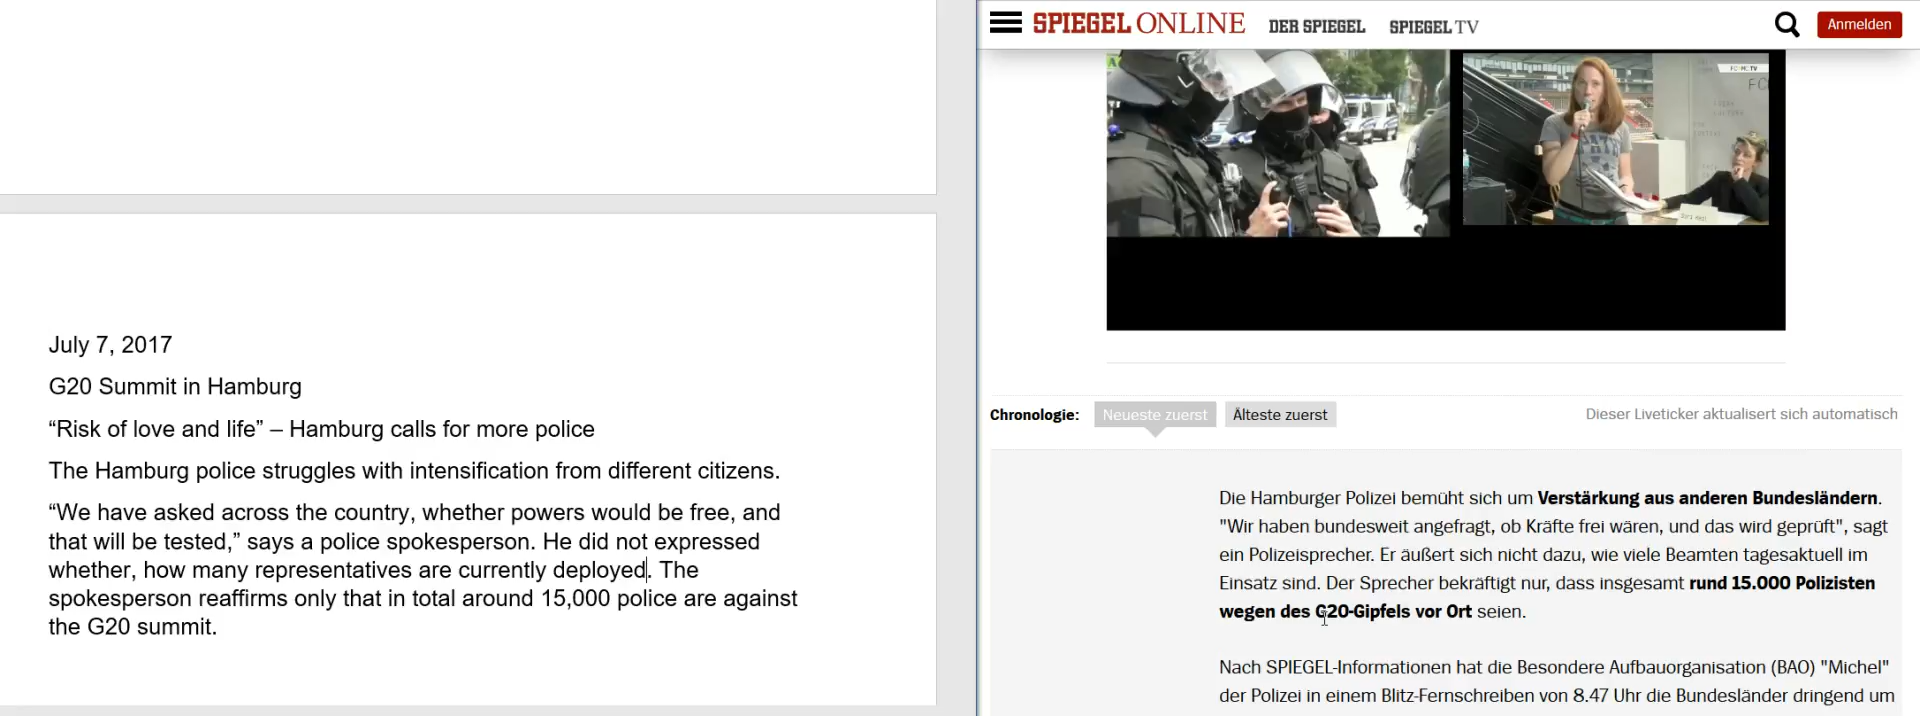 July 7, 2017
G20 Summit in Hamburg
“Risk of love and life” – Hamburg calls for more police
The Hamburg police struggles with intensification from different citizens.
“We have asked across the country, whether powers would be free, and
that will be tested,” says a police spokesperson. He did not expressed
whether, how many representatives are currently deployed. The
spokesperson reaffirms only that in total around 15,000 police are against
the G20 summit.
SPIEGEL ONLINE DER SPIEGEL SPIEGEL TV Anmelden
Chronologie: Neueste zuerst Älteste zuerst Dieser Liveticker aktualisert sich automatisch
Die Hamburger Polizei bemüht sich um Verstärkung aus anderen Bundesländern.
"Wir haben bundesweit angefragt, ob Kräfte frei wären, und das wird geprüft", sagt
ein Polizeisprecher. Er äußert sich nicht dazu, wie viele Beamten tagesaktuell im
Einsatz sind. Der Sprecher bekräftigt nur, dass insgesamt rund 15.000 Polizisten
wegen des G20-Gipfels vor Ort seien.
Nach SPIEGEL-Informationen hat die Besondere Aufbauorganisation (BAO) "Michel"
der Polizei in einem Blitz-Fernschreiben von 8.47 Uhr die Bundesländer dringend um